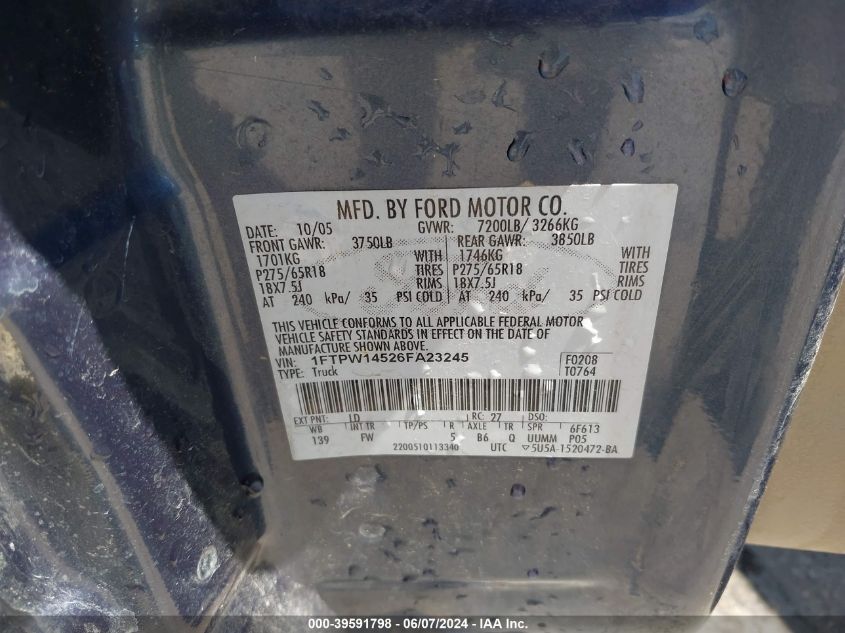 MFD. BY FORD MOTOR CO.
DATE: 10/05 GVWR: 7200LB/ 3266KG
FRONT GAWR: 3750LB REAR GAWR: 3850LB
1701KG WITH 1746KG WITH
P275/65R18 TIRES P275/65R18 TIRES
18X7.5J RIMS 18X7.5J RIMS
AT 240 kPa/ 35 PSI COLD AT 240 kPa/ 35 PSI COLD
THIS VEHICLE CONFORMS TO ALL APPLICABLE FEDERAL MOTOR
VEHICLE SAFETY STANDARDS IN EFFECT ON THE DATE OF
MANUFACTURE SHOWN ABOVE.
VIN: 1FTPW14526FA23245 F0208
TYPE: Truck T0764
EXT PNT: LD RC: 27 DSO:
WB INT TR TP/PS R AXLE TR SPR 6F613
139 FW 5 B6 Q UUMM P05
2200510113340 UTC ▽5U5A-1520472-BA
000-39591798 - 06/07/2024 - IAA Inc.